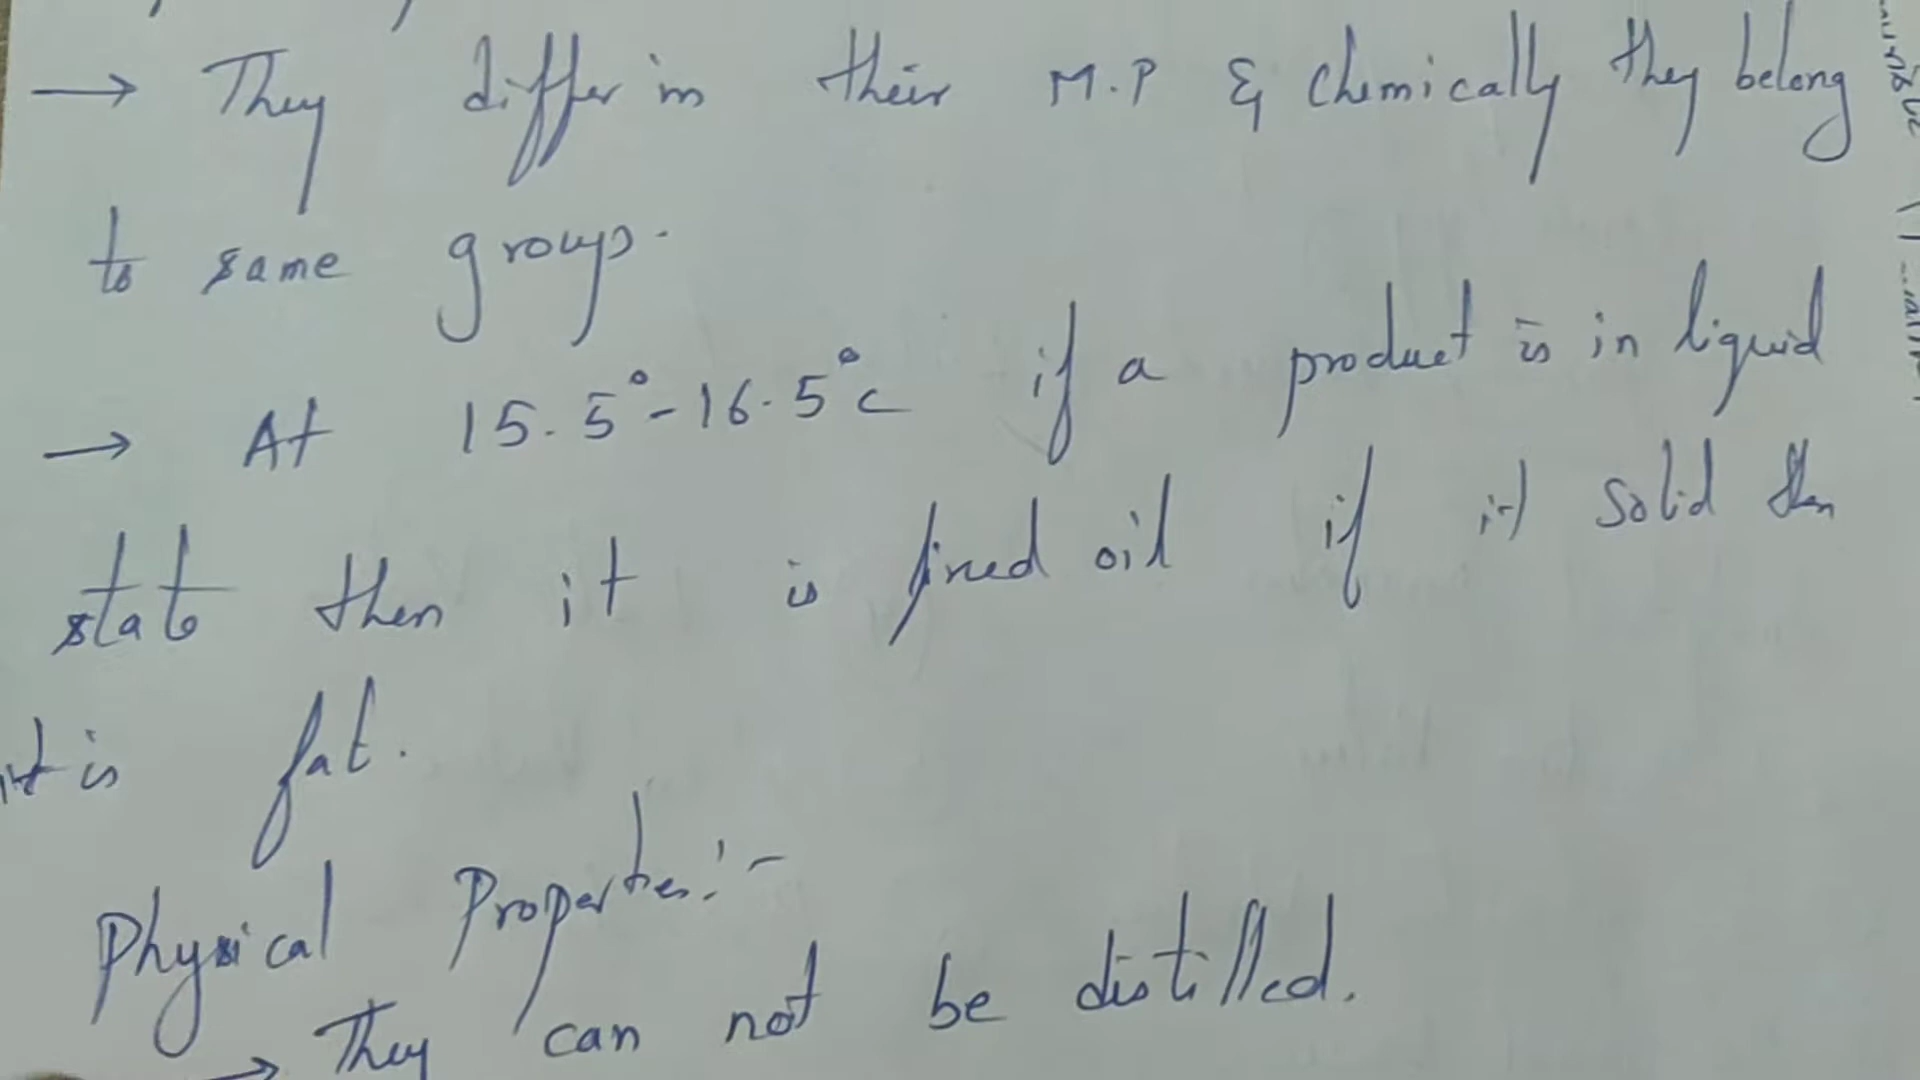 → They differ in their M.P & chemically they belong
to same group.
→ At 15.5°-16.5°c if a product is in liquid
state then it is fixed oil if it solid then
it is fat.
Physical Properties:-
→ They can not be distilled.